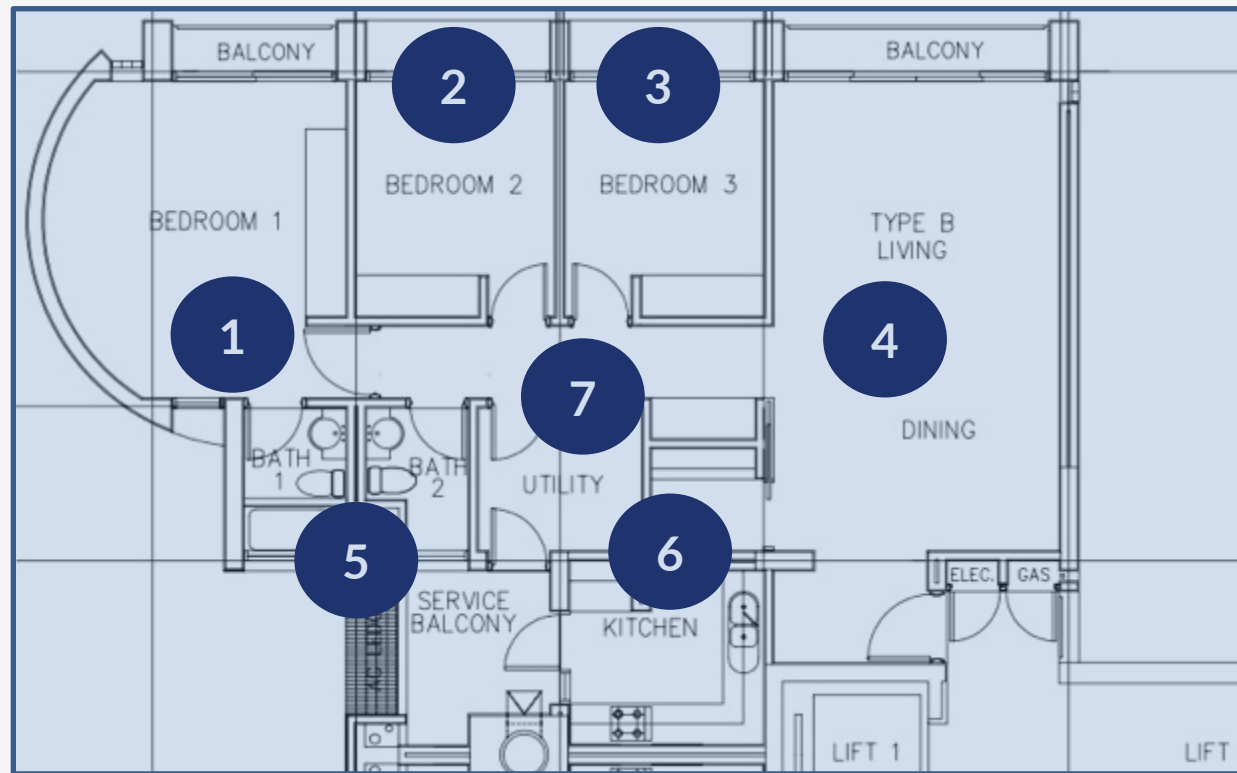 BALCONY
BALCONY
2
3
BEDROOM 2
BEDROOM 3
BEDROOM 1
TYPE B
LIVING
1
4
7
DINING
BATH
1
BATH
2
UTILITY
5
6
ELEC.
GAS
SERVICE
BALCONY
KITCHEN
LIFT 1
LIFT